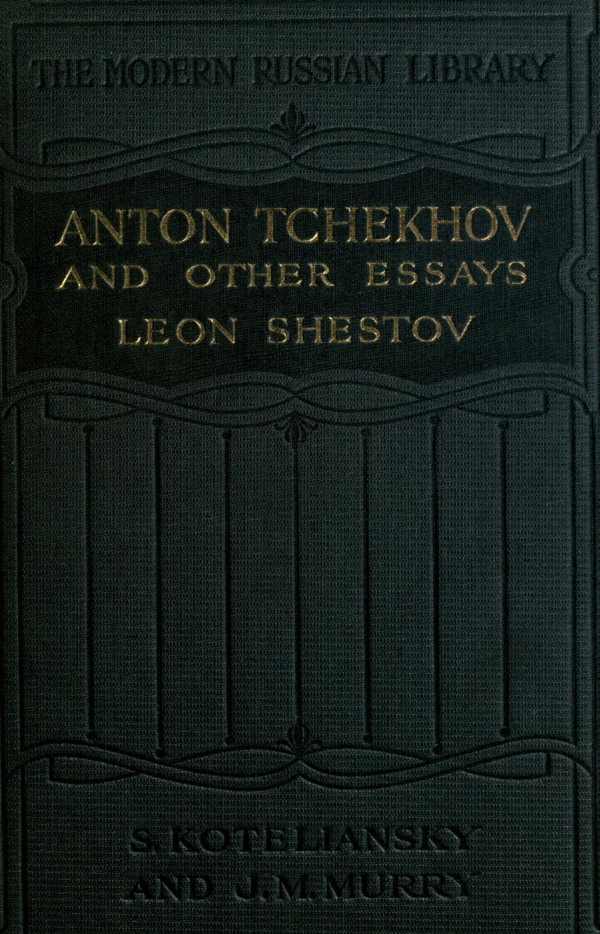 THE MODERN RUSSIAN LIBRARY
ANTON TCHEKHOV
AND OTHER ESSAYS
LEON SHESTOV
S. KOTELIANSKY
AND J. M. MURRY